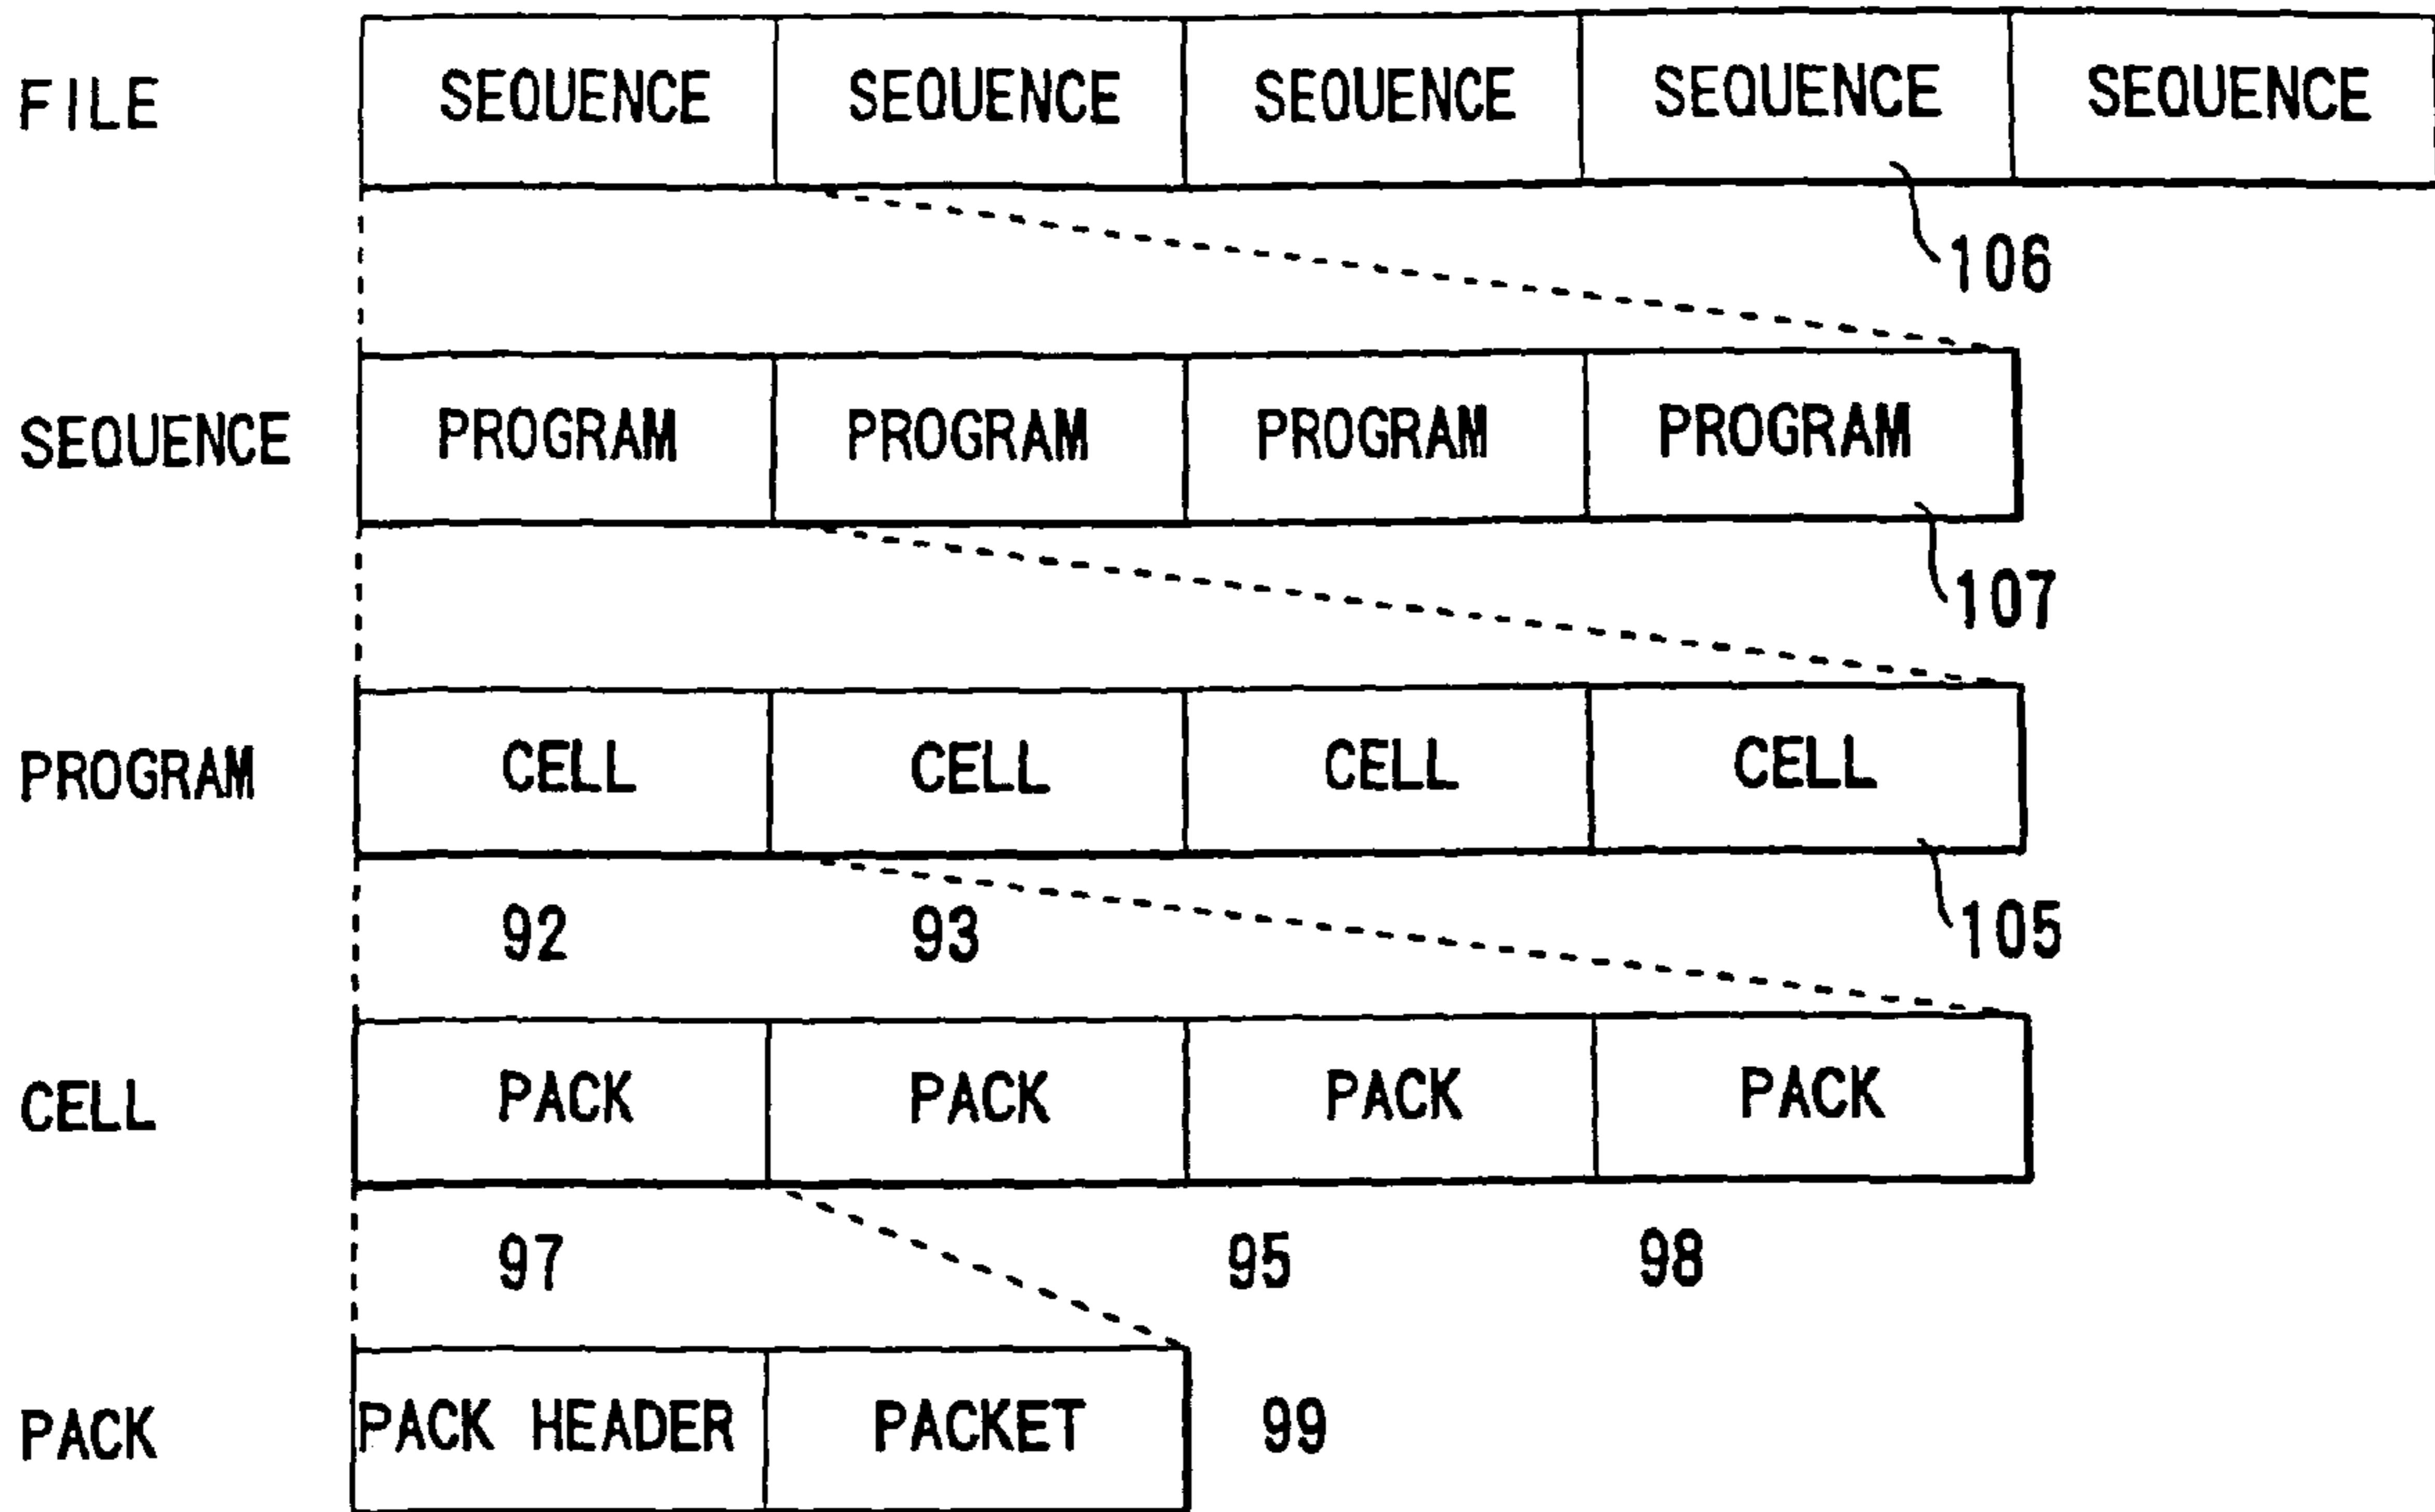 FILE SEQUENCE SEQUENCE SEQUENCE SEQUENCE SEQUENCE
106
SEQUENCE PROGRAM PROGRAM PROGRAM PROGRAM
107
PROGRAM CELL CELL CELL CELL
92 93 105
CELL PACK PACK PACK PACK
97 95 98
PACK PACK HEADER PACKET 99